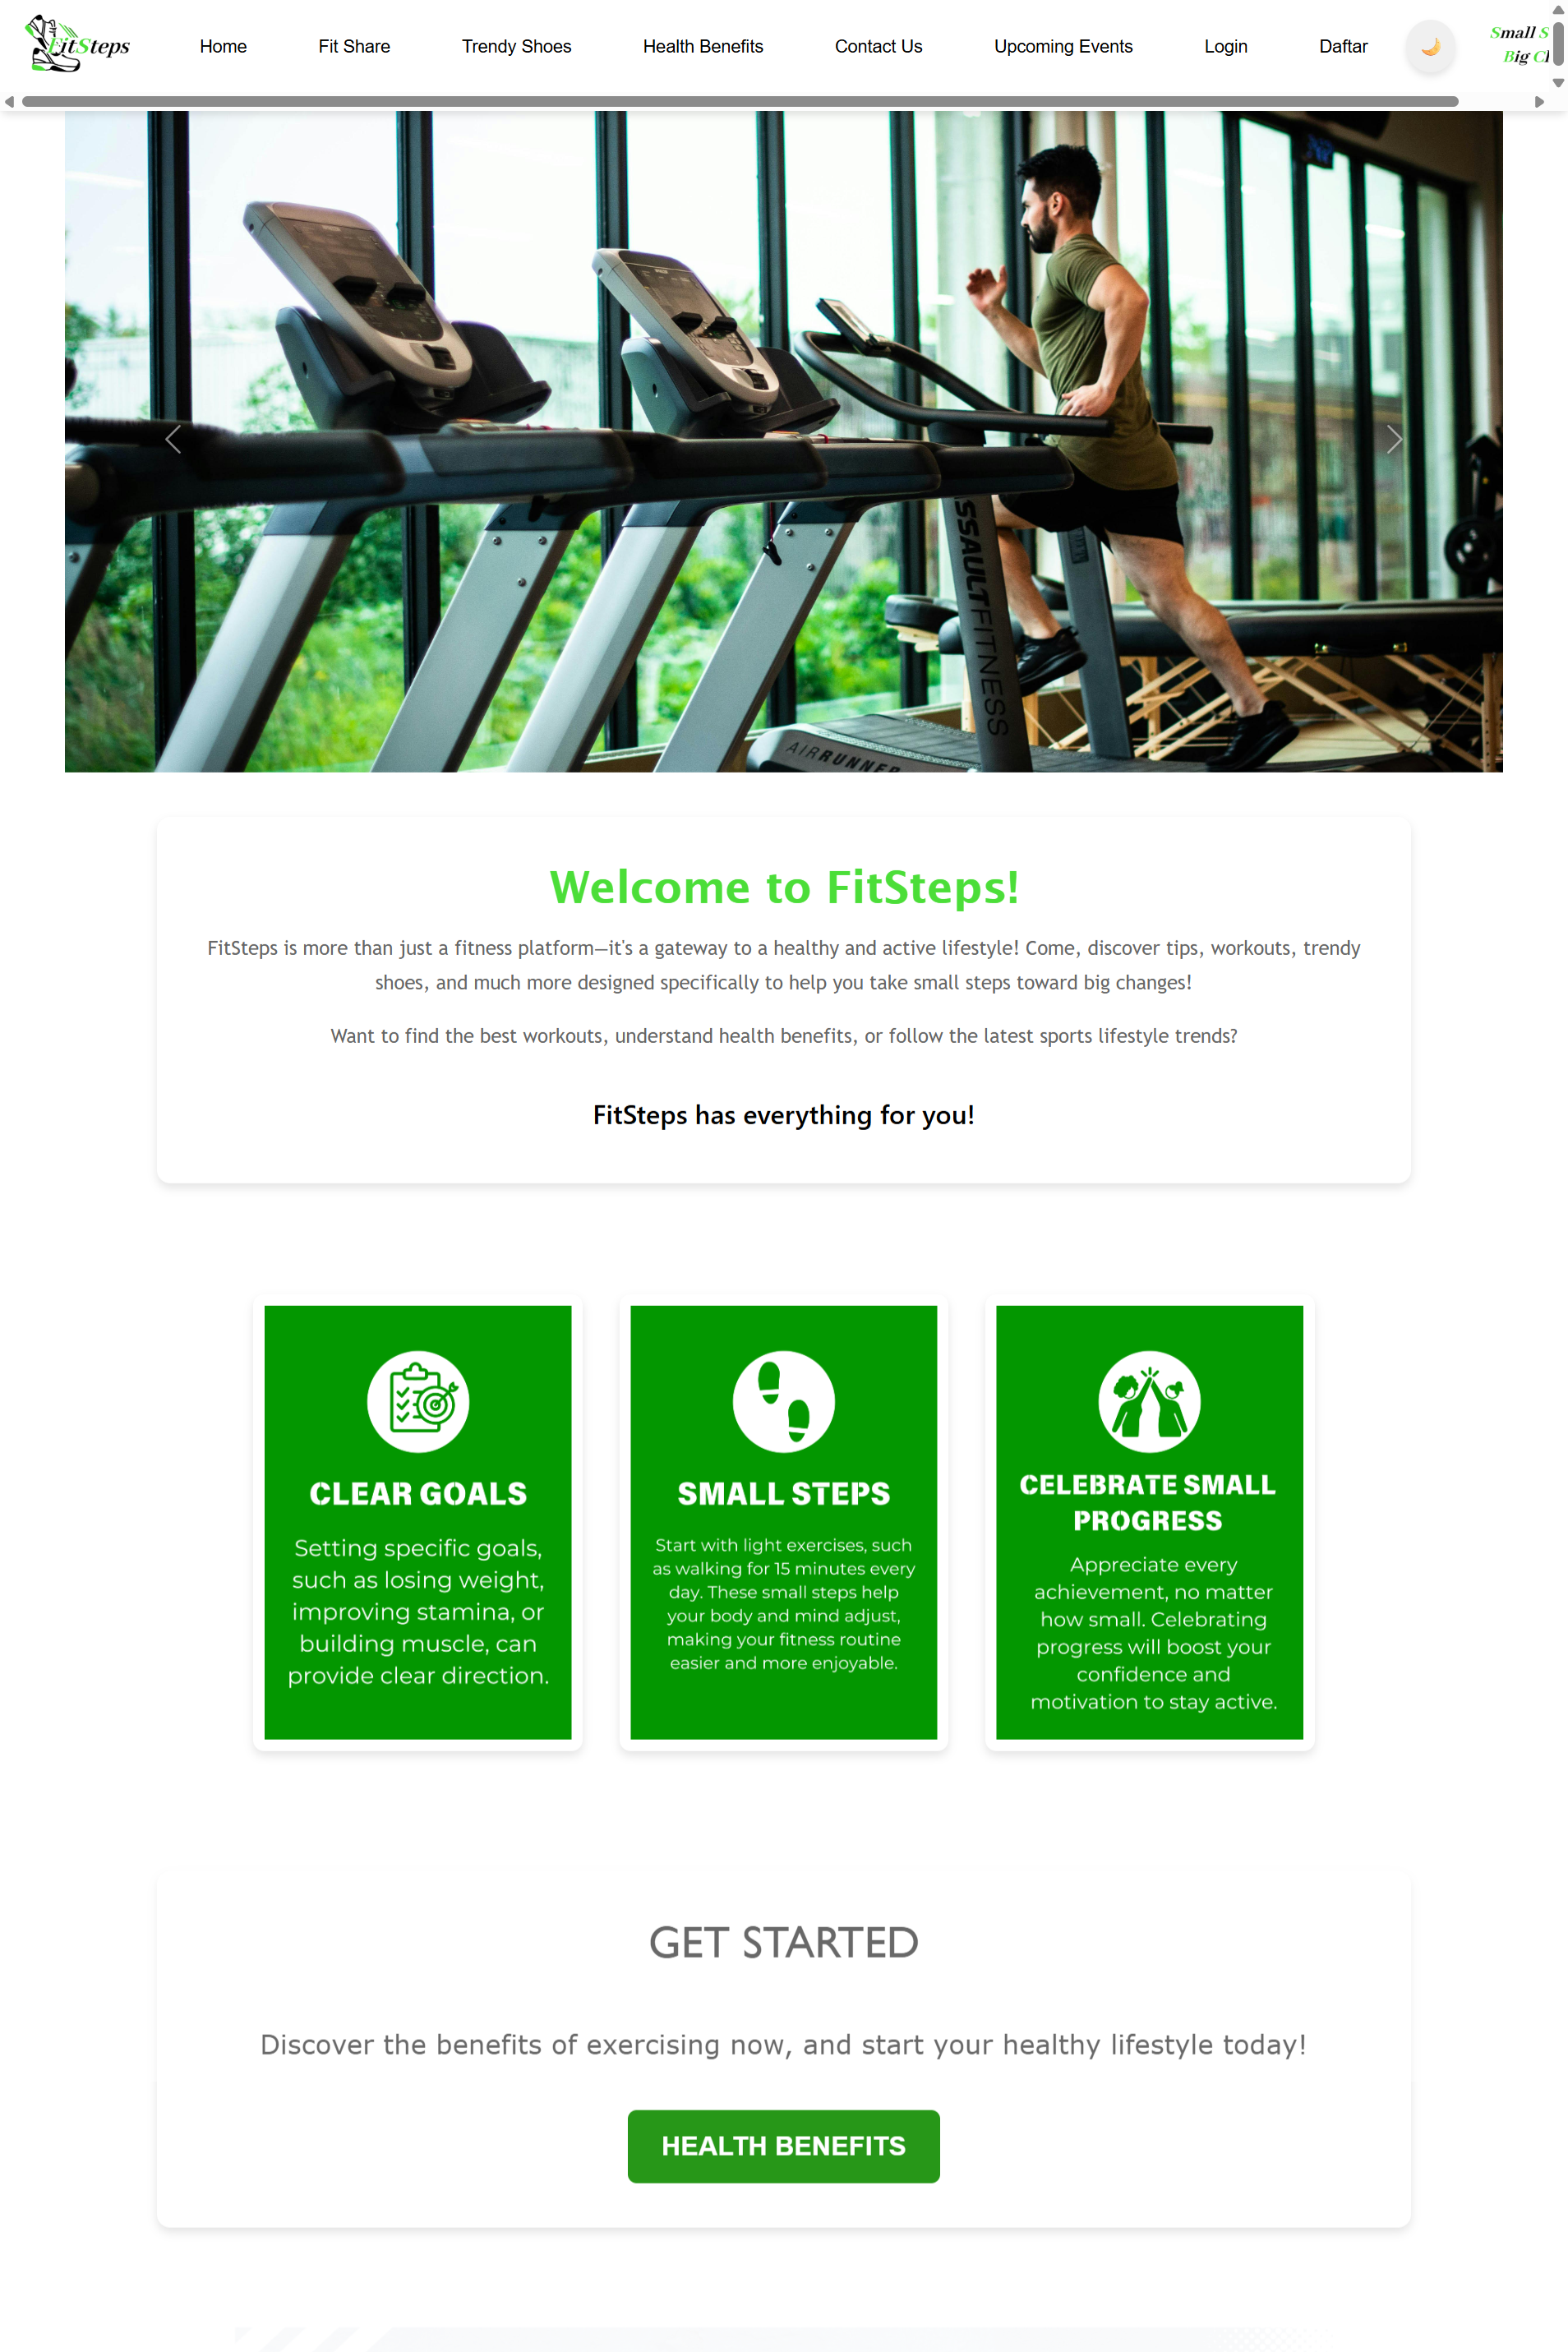 FitSteps
Home
Fit Share
Trendy Shoes
Health Benefits
Contact Us
Upcoming Events
Login
Daftar
Small S
Big
SSAULTFITNESS
AIRRUNNER
Welcome to FitSteps!
FitSteps is more than just a fitness platform—it's a gateway to a healthy and active lifestyle! Come, discover tips, workouts, trendy
shoes, and much more designed specifically to help you take small steps toward big changes!
Want to find the best workouts, understand health benefits, or follow the latest sports lifestyle trends?
FitSteps has everything for you!
CLEAR GOALS
Setting specific goals,
such as losing weight,
improving stamina, or
building muscle, can
provide clear direction.
SMALL STEPS
Start with light exercises, such
as walking for 15 minutes every
day. These small steps help
your body and mind adjust,
making your fitness routine
easier and more enjoyable.
CELEBRATE SMALL
PROGRESS
Appreciate every
achievement, no matter
how small. Celebrating
progress will boost your
confidence and
motivation to stay active.
GET STARTED
Discover the benefits of exercising now, and start your healthy lifestyle today!
HEALTH BENEFITS